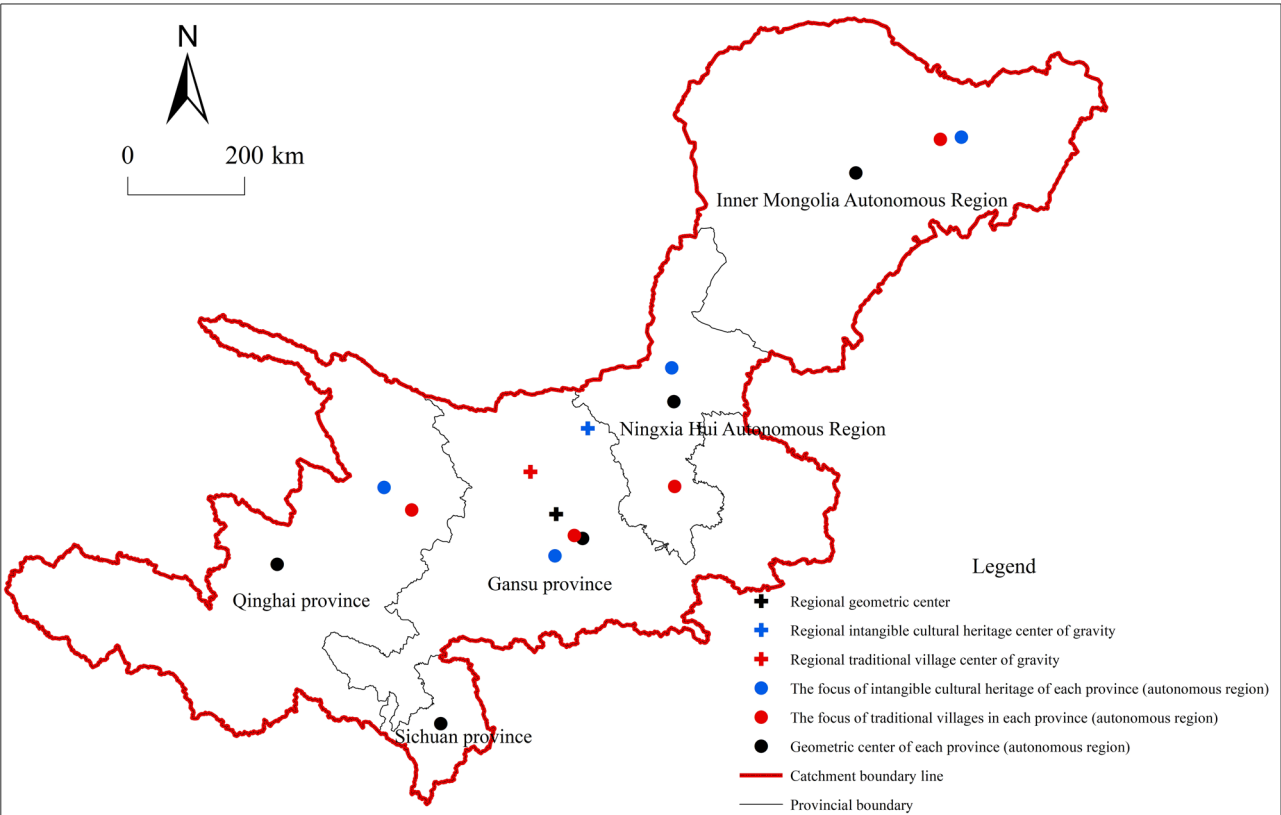 N
0 200 km
Inner Mongolia Autonomous Region
Ningxia Hui Autonomous Region
Gansu province
Qinghai province
Sichuan province
Legend
Regional geometric center
Regional intangible cultural heritage center of gravity
Regional traditional village center of gravity
The focus of intangible cultural heritage of each province (autonomous region)
The focus of traditional villages in each province (autonomous region)
Geometric center of each province (autonomous region)
Catchment boundary line
Provincial boundary